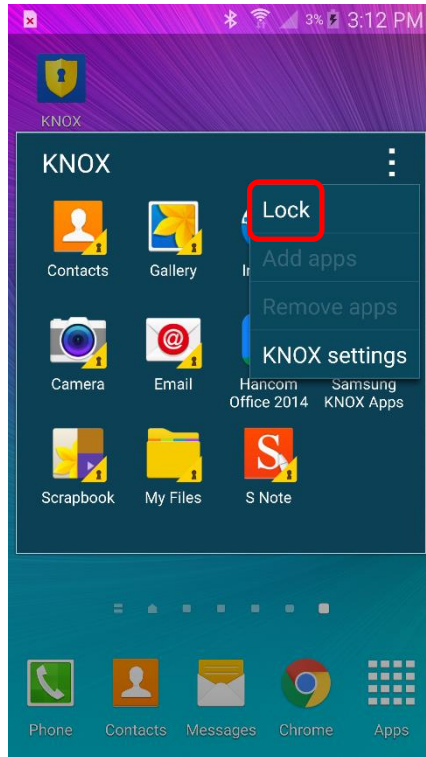 3% 3:12 PM
KNOX
KNOX
Lock
Add apps
Remove apps
KNOX settings
Contacts
Gallery
In
Camera
Email
Hancom
Office 2014
Samsung
KNOX Apps
Scrapbook
My Files
S Note
Phone
Contacts
Messages
Chrome
Apps